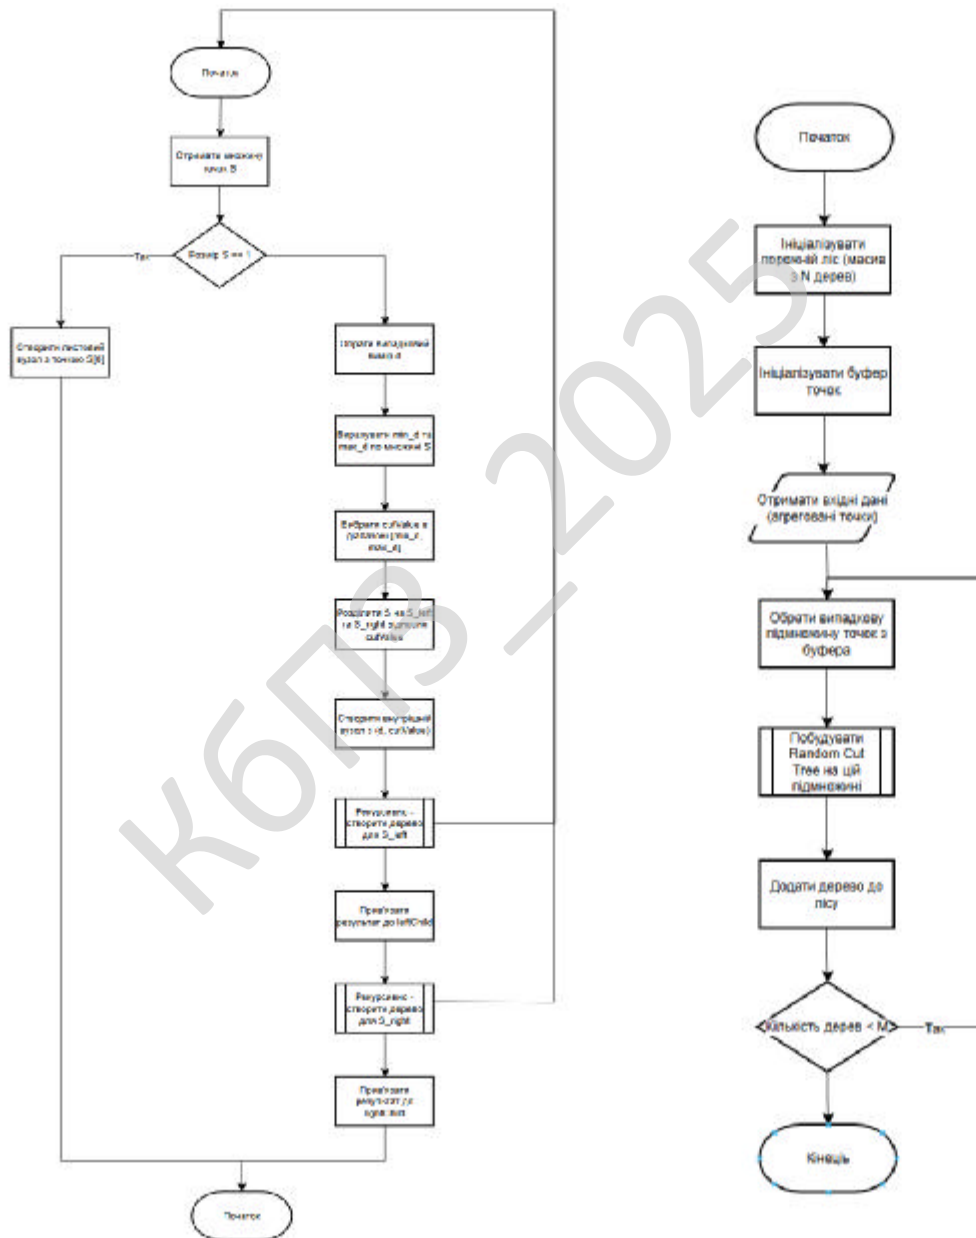 Початок
Отримати множину
точок S
Розмір S == 1
Так
Створити листовий
вузол з точкою S[0]
Обрати випадковий
вимір d
Вирахувати min_d та
max_d по множині S
Вибрати cutValue в
діапазоні [min_d,
max_d]
Розділити S на S_left
та S_right
cutValue
Створити внутрішній
вузол з (d, cutValue)
Рекурсивно -
створити дерево
для S_left
Прив'язати
результат до leftChild
Рекурсивно -
створити дерево
для S_right
Прив'язати
результат до
rightChild
Початок
Початок
Ініціалізувати
порожній ліс (масив
з N дерев)
Ініціалізувати буфер
точок
Отримати вхідні дані
(агреговані точки)
Обрати випадкову
підмножину точок з
буфера
Побудувати
Random Cut
Tree на цій
підмножині
Додати дерево до
лісу
Кількість дерев < M
Так
Кінець
КбПЗ_2025